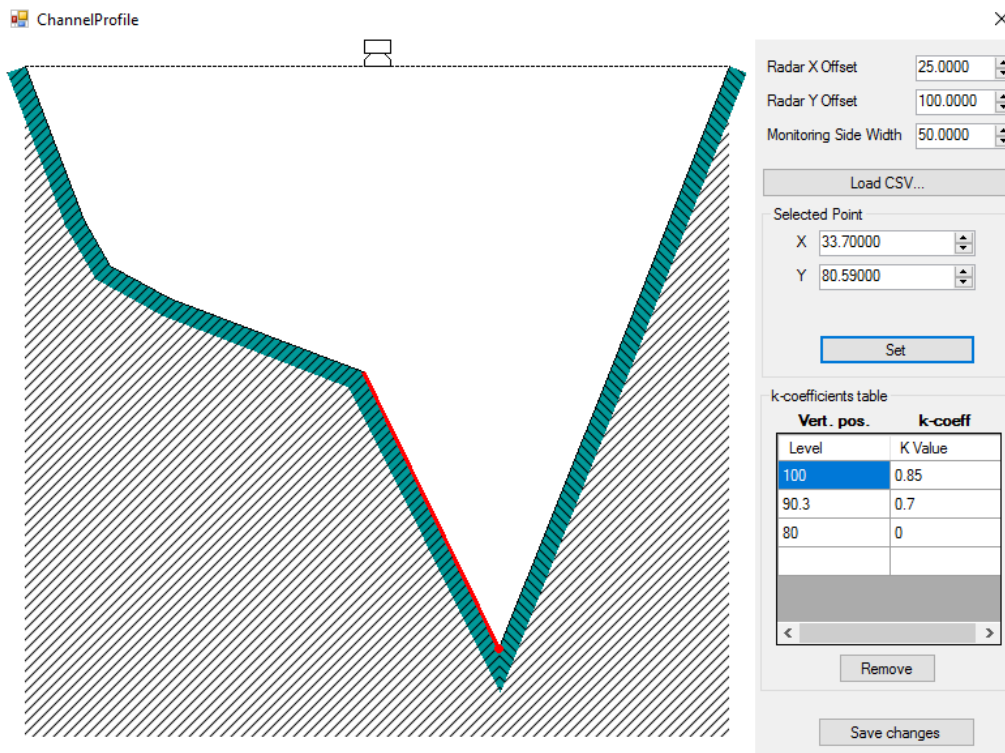 ChannelProfile
Radar X Offset 25.0000
Radar Y Offset 100.0000
Monitoring Side Width 50.0000
Load CSV...
Selected Point
X 33.70000
Y 80.59000
Set
k-coefficients table
Vert. pos. k-coeff
Level K Value
100 0.85
90.3 0.7
80 0
Remove
Save changes